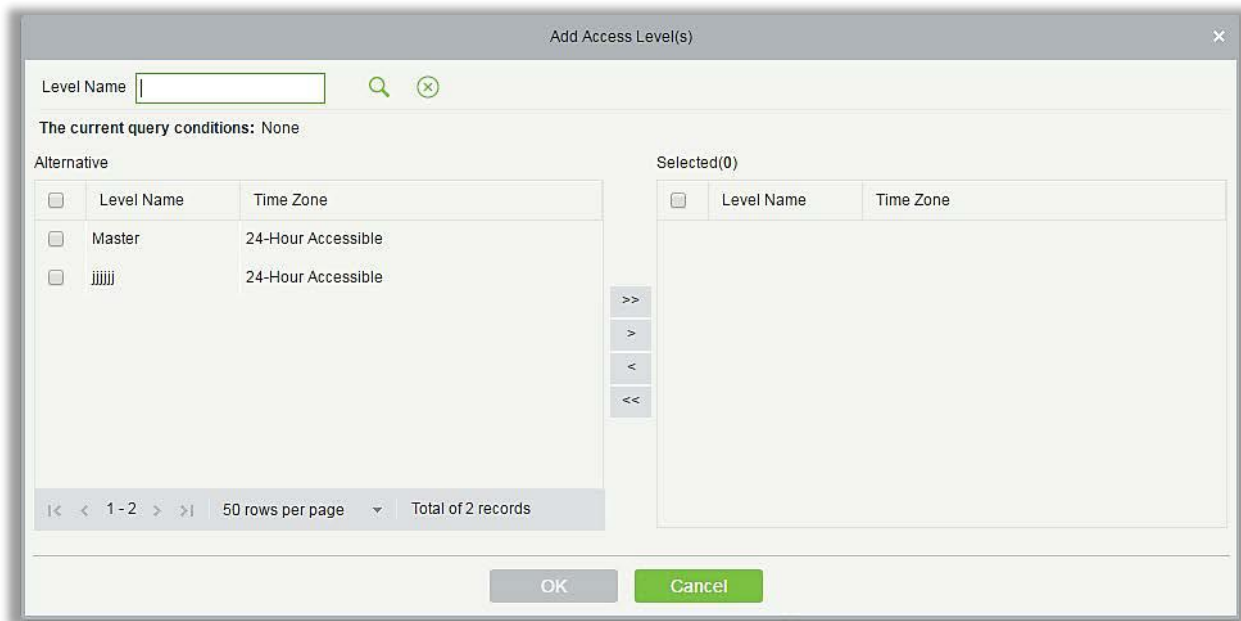 Add Access Level(s)
Level Name
The current query conditions: None
Alternative
Selected(0)
Level Name Time Zone
Level Name Time Zone
Master 24-Hour Accessible
jjjjjj 24-Hour Accessible
>>
>
<
<<
|< < 1 - 2 > >| 50 rows per page Total of 2 records
OK Cancel